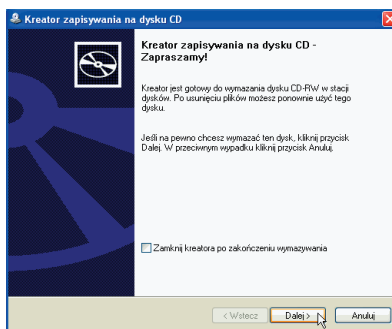 Kreator zapisywania na dysku CD
Kreator zapisywania na dysku CD -
Zapraszamy!
Kreator jest gotowy do wymazania dysku CD-RW w stacji
dysków. Po usunięciu plików możesz ponownie użyć tego
dysku.
Jeśli na pewno chcesz wymazać ten dysk, kliknij przycisk
Dalej. W przeciwnym wypadku kliknij przycisk Anuluj.
Zamknij kreatora po zakończeniu wymazywania
< Wstecz Dalej > Anuluj